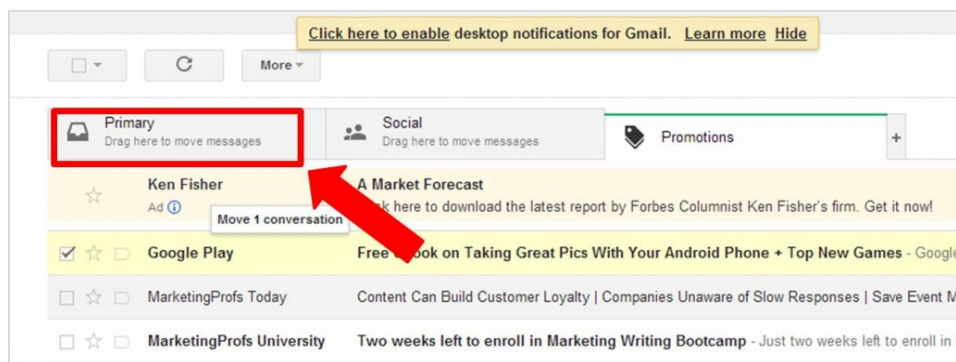 Click here to enable desktop notifications for Gmail. Learn more Hide
More
Primary
Drag here to move messages
Social
Drag here to move messages
Promotions
+
Ken Fisher
A Market Forecast
Ad
here to download the latest report by Forbes Columnist Ken Fisher's firm. Get it now!
Move 1 conversation
Google Play
Free on Taking Great Pics With Your Android Phone + Top New Games - Google
MarketingProfs Today
Content Can Build Customer Loyalty | Companies Unaware of Slow Responses | Save Event M
MarketingProfs University
Two weeks left to enroll in Marketing Writing Bootcamp - Just two weeks left to enroll in